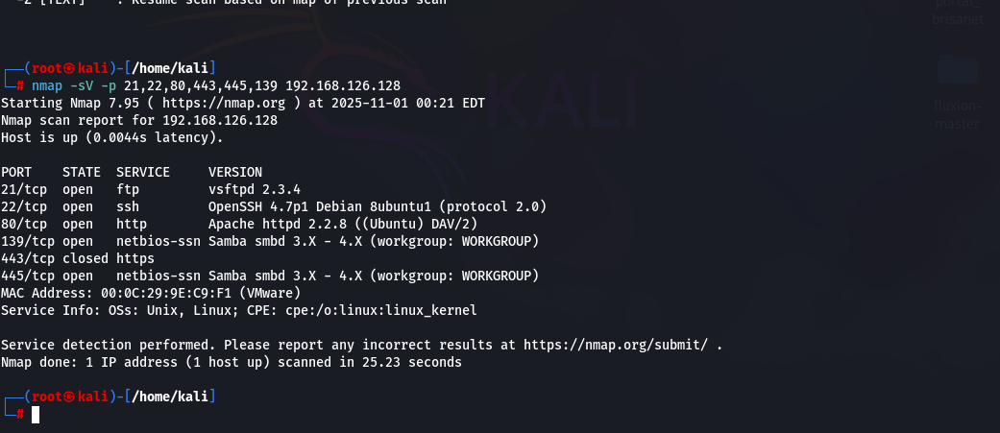 -Z [TEXT]    : Resume scan based on map of previous scan
portal_
brisanet
(root㉿kali)-[/home/kali]
# nmap -sV -p 21,22,80,443,445,139 192.168.126.128
Starting Nmap 7.95 ( https://nmap.org ) at 2025-11-01 00:21 EDT
Nmap scan report for 192.168.126.128
Host is up (0.0044s latency).
KALI
fluxion-
master
PORT    STATE  SERVICE     VERSION
21/tcp  open   ftp         vsftpd 2.3.4
22/tcp  open   ssh         OpenSSH 4.7p1 Debian 8ubuntu1 (protocol 2.0)
80/tcp  open   http        Apache httpd 2.2.8 ((Ubuntu) DAV/2)
139/tcp open   netbios-ssn Samba smbd 3.X - 4.X (workgroup: WORKGROUP)
443/tcp closed https
445/tcp open   netbios-ssn Samba smbd 3.X - 4.X (workgroup: WORKGROUP)
MAC Address: 00:0C:29:9E:C9:F1 (VMware)
Service Info: OSs: Unix, Linux; CPE: cpe:/o:linux:linux_kernel
Service detection performed. Please report any incorrect results at https://nmap.org/submit/ .
Nmap done: 1 IP address (1 host up) scanned in 25.23 seconds
(root㉿kali)-[/home/kali]
#